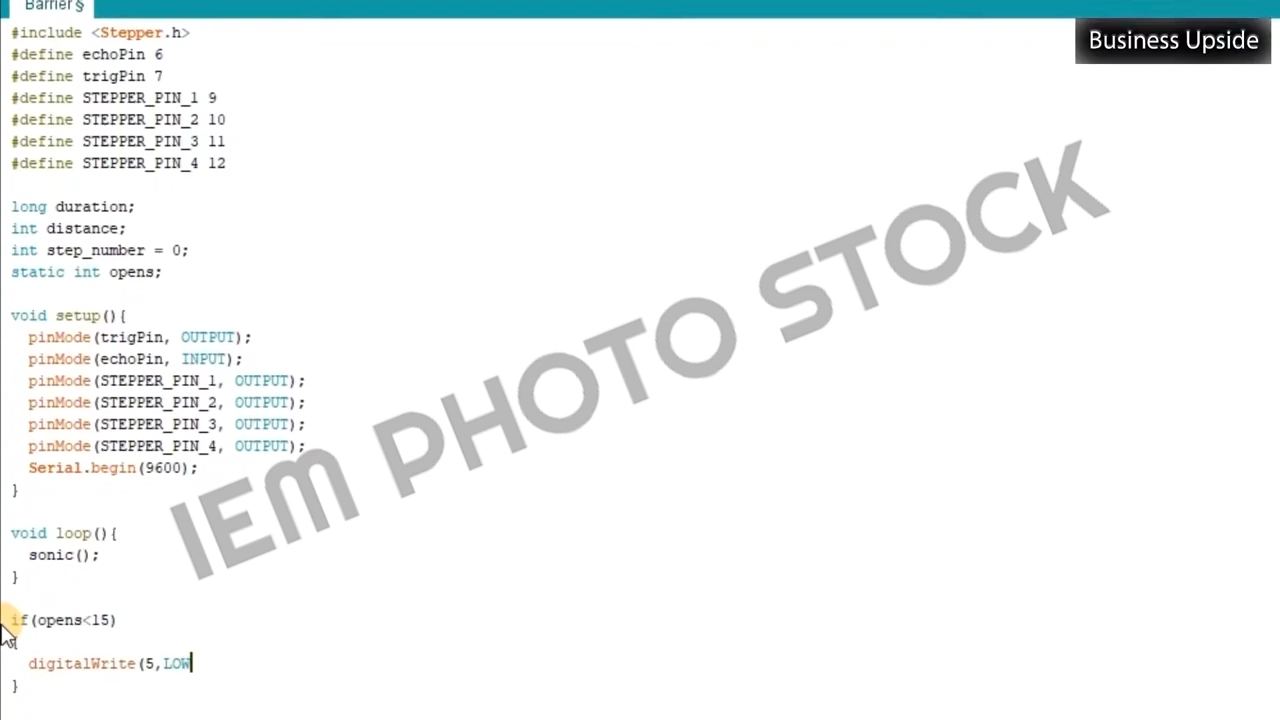 Barrier §
Business Upside
#include <Stepper.h>
#define echoPin 6
#define trigPin 7
#define STEPPER_PIN_1 9
#define STEPPER_PIN_2 10
#define STEPPER_PIN_3 11
#define STEPPER_PIN_4 12
long duration;
int distance;
int step_number = 0;
static int opens;
void setup(){
pinMode(trigPin, OUTPUT);
pinMode(echoPin, INPUT);
pinMode(STEPPER_PIN_1, OUTPUT);
pinMode(STEPPER_PIN_2, OUTPUT);
pinMode(STEPPER_PIN_3, OUTPUT);
pinMode(STEPPER_PIN_4, OUTPUT);
Serial.begin(9600);
}
void loop(){
sonic();
}
if(opens<15)
digitalWrite(5,LOW
}
IEM PHOTO STOCK